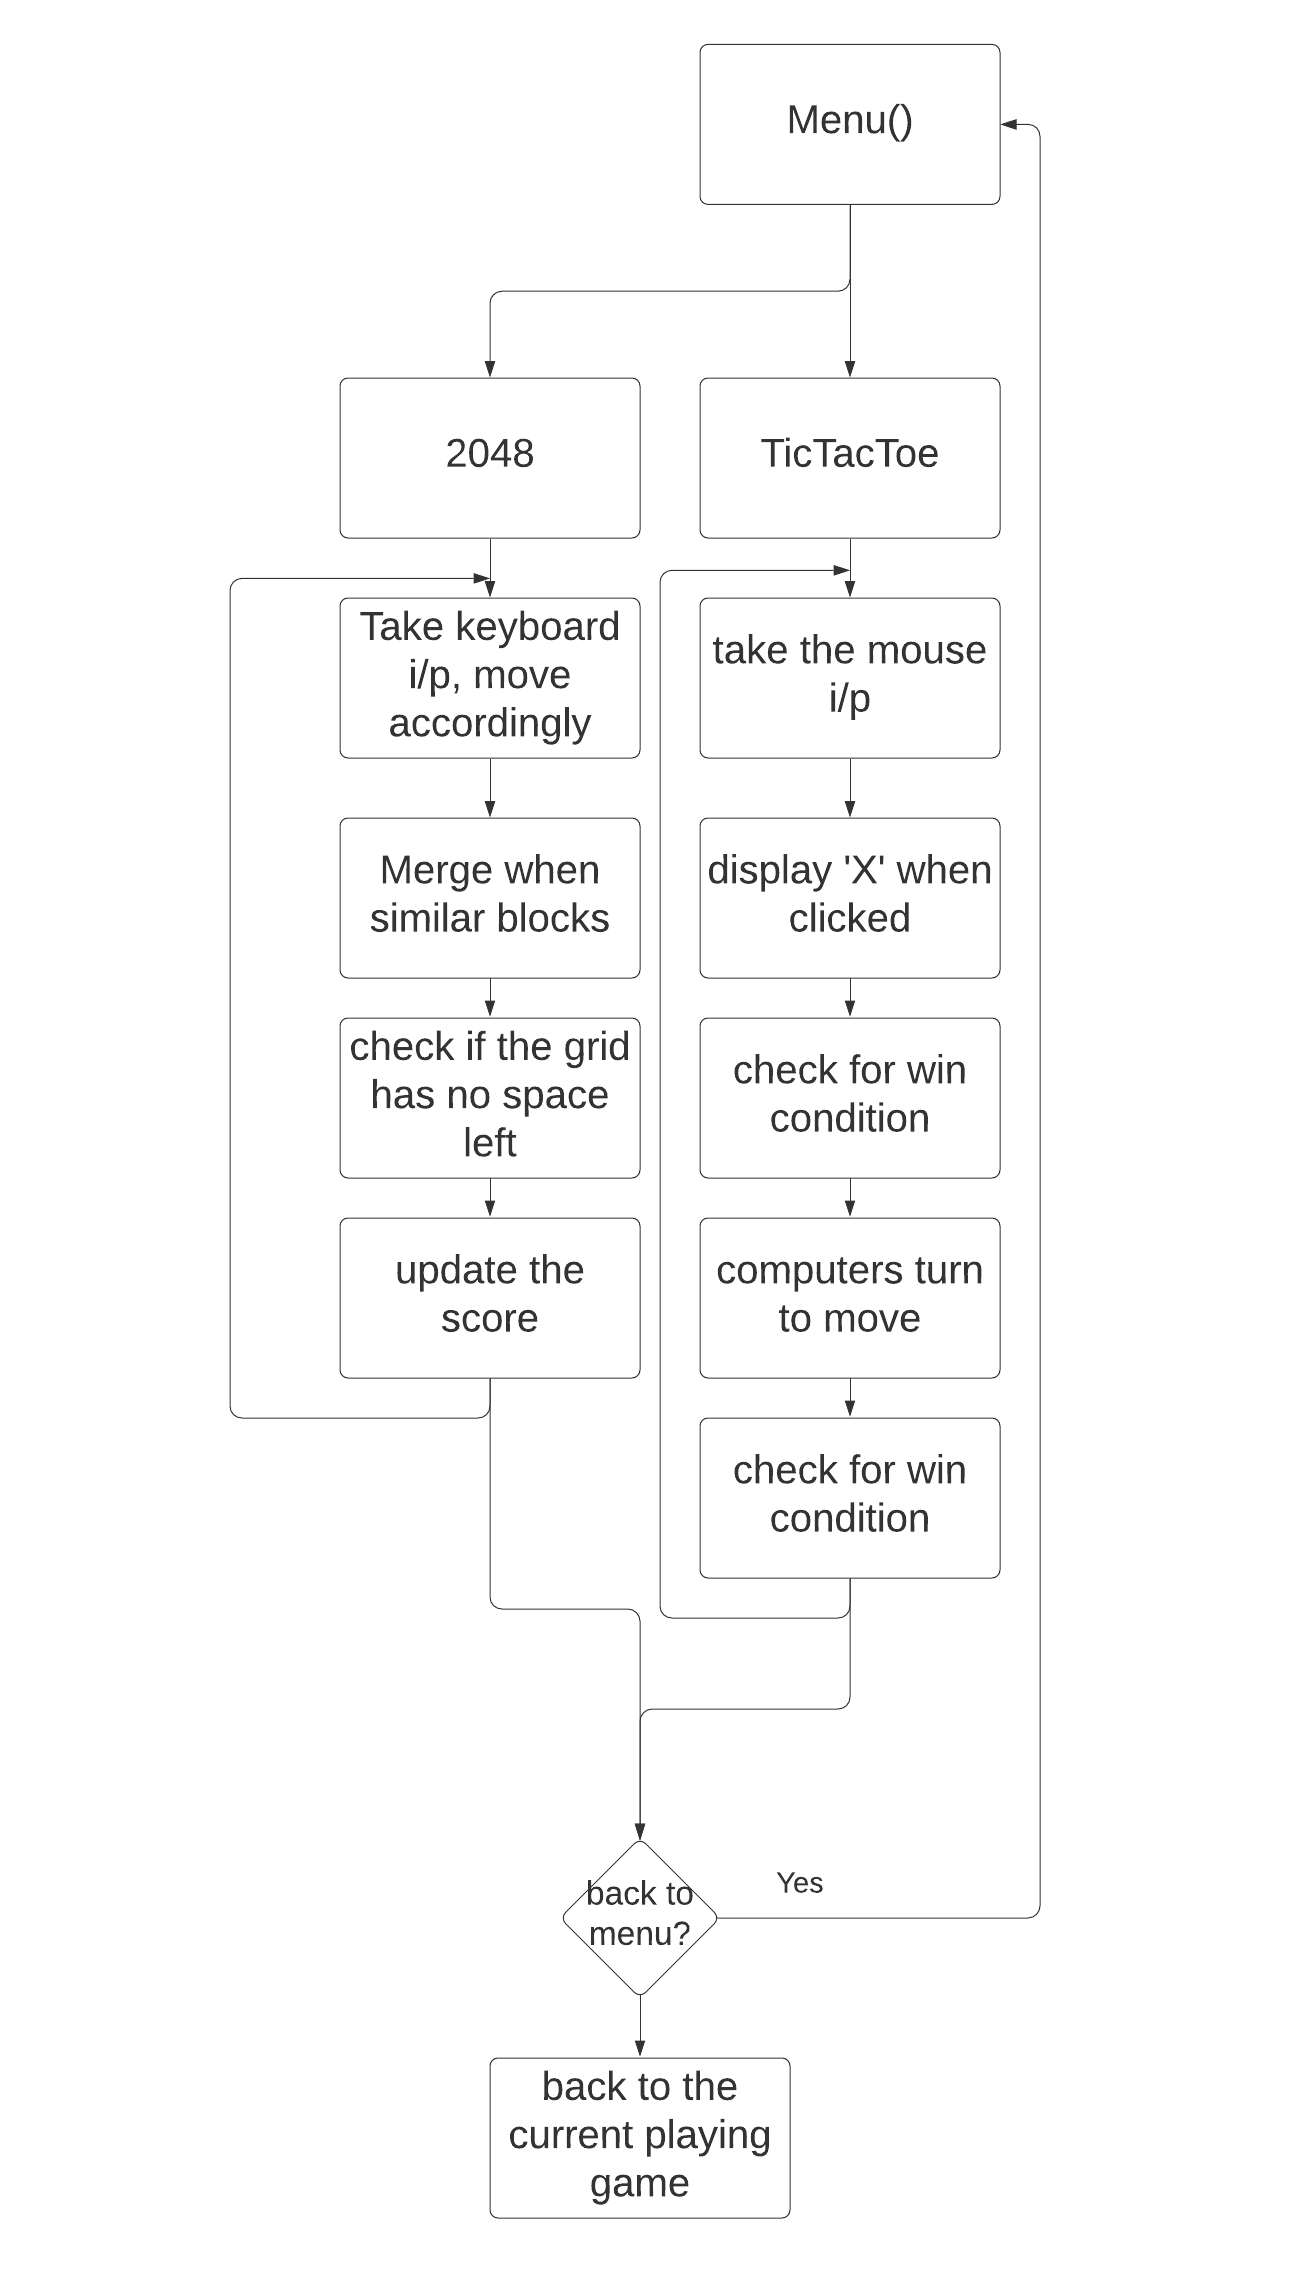 Menu()
2048
TicTacToe
Take keyboard
i/p, move
accordingly
take the mouse
i/p
Merge when
similar blocks
display 'X' when
clicked
check if the grid
has no space
left
check for win
condition
update the
score
computers turn
to move
check for win
condition
back to
menu?
Yes
back to the
current playing
game